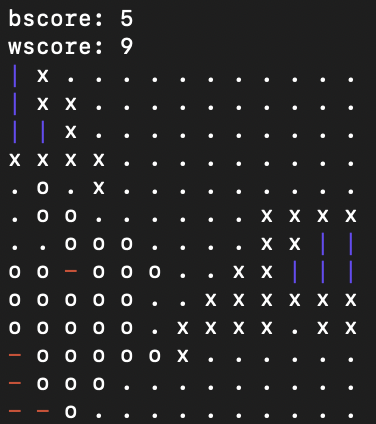 bscore: 5
wscore: 9
| x . . . . . . . . . . .
| x x . . . . . . . . . .
| | x . . . . . . . . . .
x x x x . . . . . . . . .
. o . x . . . . . . . . .
. o o . . . . . . x x x x
. . o o o . . . . x x | |
o o - o o o . . x x | | |
o o o o o . . x x x x x x
o o o o o . x x x x . x x
- o o o o o x . . . . . .
- o o o . . . . . . . . .
- - o . . . . . . . . . .